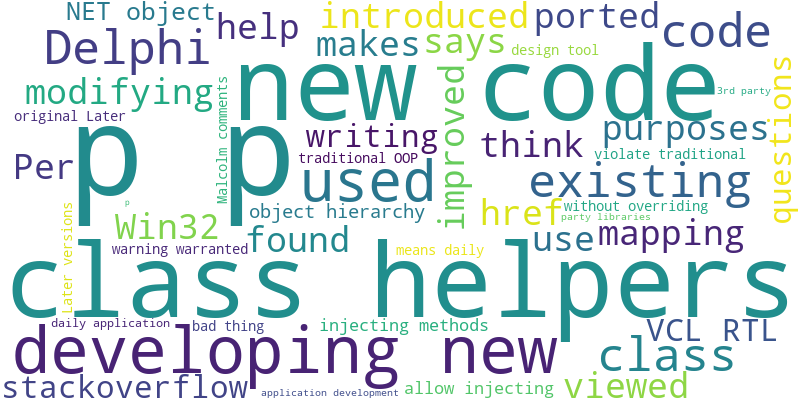 NET object
help
introduced
ported
code
Delphi
makes
says
design tool
new
code
modifying
improved
3rd party
questions
original Later
Malcolm comments
p p
writing
think
purposes
Per
traditional OOP
violate traditional
used
existing
p
object hierarchy
href
without overriding
party libraries
Win32
found
use
mapping
Later versions
warning warranted
means daily
class helpers
daily application
bad thing
injecting methods
VCL RTL
developing new
class
stackoverflow
application development
allow injecting
viewed